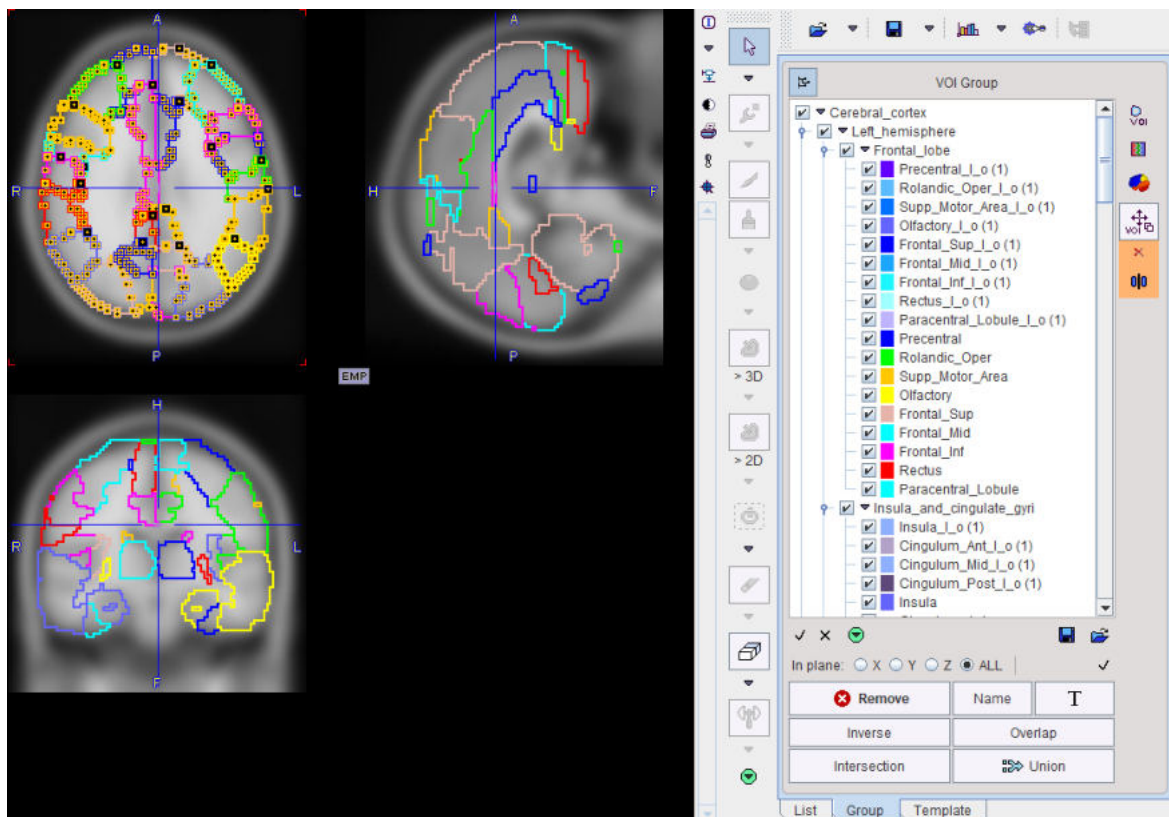 A
R
L
P
A
H
F
P
EMP
H
R
L
F
> 3D
> 2D
VOI Group
Cerebral_cortex
Left_hemisphere
Frontal_lobe
Precentral_l_o (1)
Rolandic_Oper_l_o (1)
Supp_Motor_Area_l_o (1)
Olfactory_l_o (1)
Frontal_Sup_l_o (1)
Frontal_Mid_l_o (1)
Frontal_Inf_l_o (1)
Rectus_l_o (1)
Paracentral_Lobule_l_o (1)
Precentral
Rolandic_Oper
Supp_Motor_Area
Olfactory
Frontal_Sup
Frontal_Mid
Frontal_Inf
Rectus
Paracentral_Lobule
Insula_and_cingulate_gyri
Insula_l_o (1)
Cingulum_Ant_l_o (1)
Cingulum_Mid_l_o (1)
Cingulum_Post_l_o (1)
Insula
VOI
VOI
In plane: X Y Z ALL
Remove Name T
Inverse Overlap
Intersection Union
List Group Template